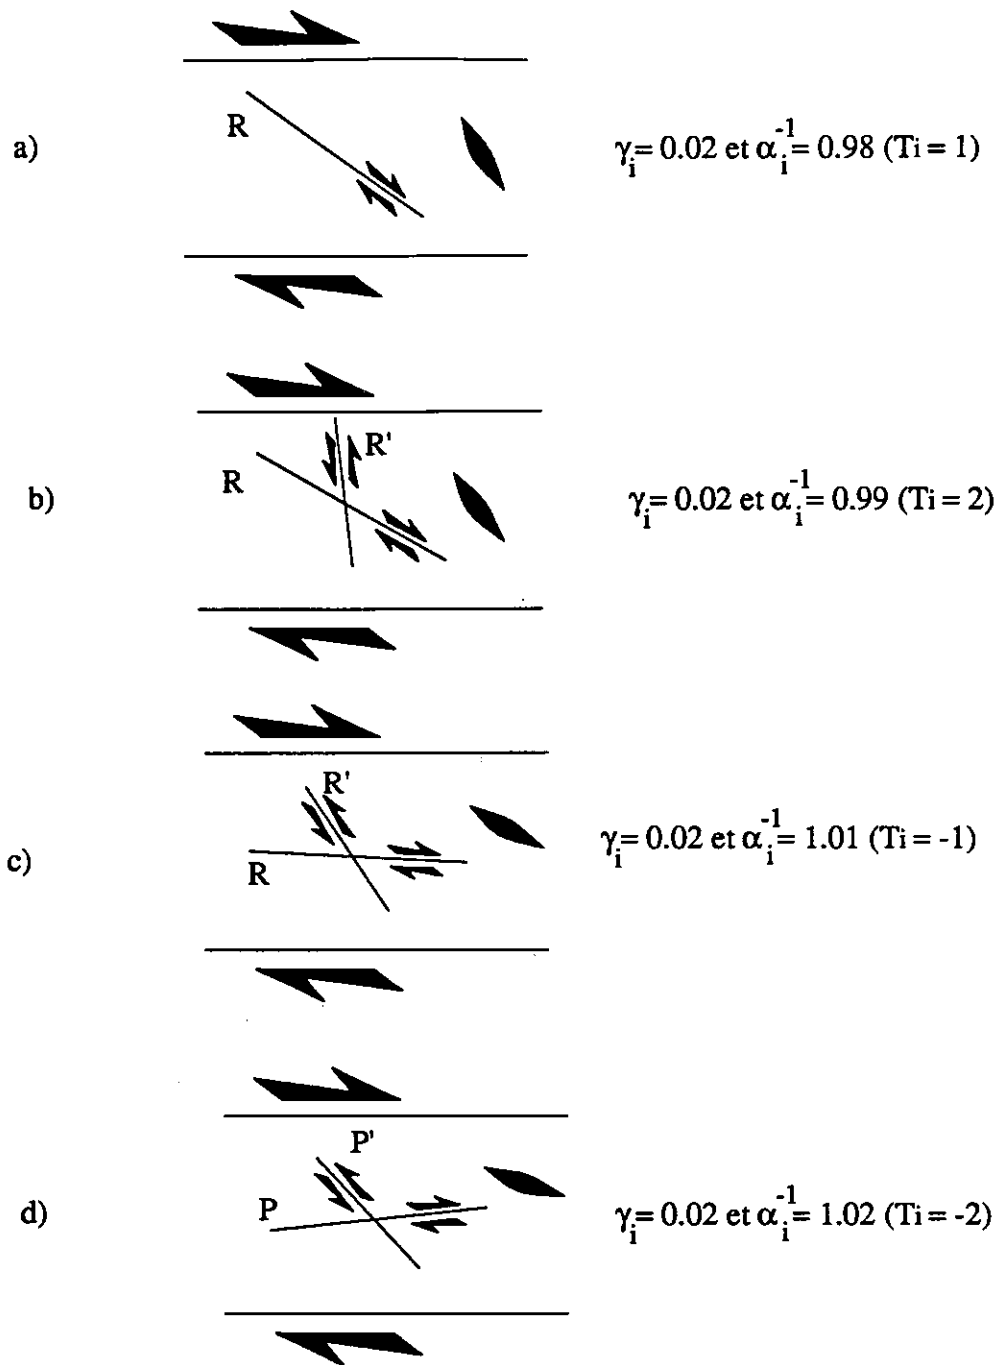 a)
R
γi= 0.02 et αi-1= 0.98 (Ti = 1)
b)
R
R'
γi= 0.02 et αi-1= 0.99 (Ti = 2)
c)
R'
R
γi= 0.02 et αi-1= 1.01 (Ti = -1)
d)
P'
P
γi= 0.02 et αi-1= 1.02 (Ti = -2)